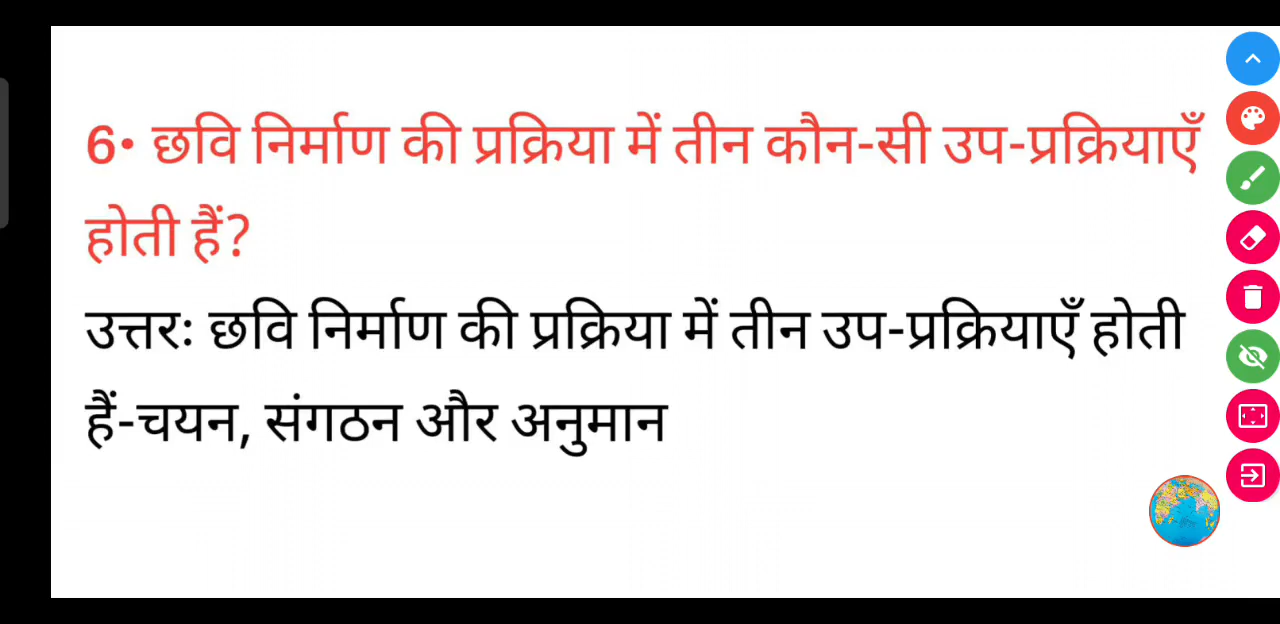 6• छवि निर्माण की प्रक्रिया में तीन कौन-सी उप-प्रक्रियाएँ
होती हैं?
उत्तरः छवि निर्माण की प्रक्रिया में तीन उप-प्रक्रियाएँ होती
हैं-चयन, संगठन और अनुमान